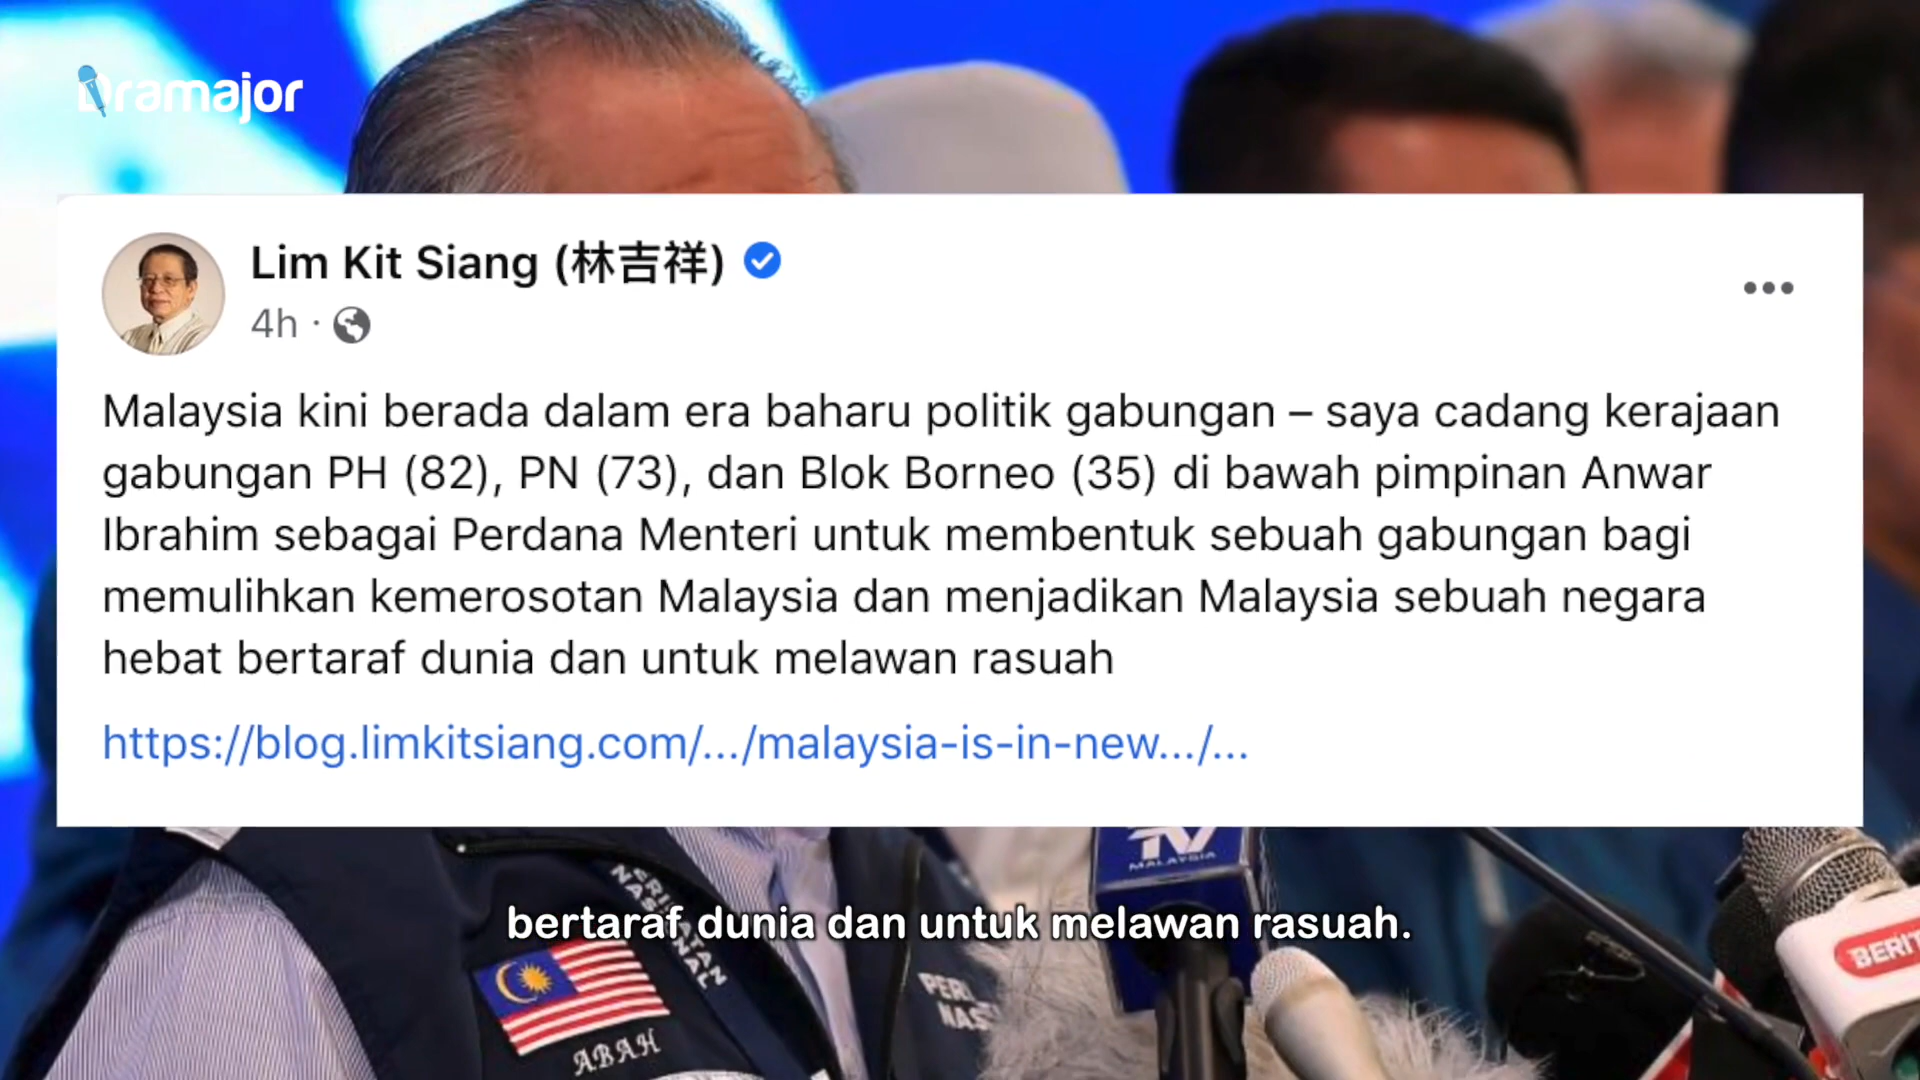 Dramajor
Lim Kit Siang (林吉祥)
4h ·
Malaysia kini berada dalam era baharu politik gabungan – saya cadang kerajaan
gabungan PH (82), PN (73), dan Blok Borneo (35) di bawah pimpinan Anwar
Ibrahim sebagai Perdana Menteri untuk membentuk sebuah gabungan bagi
memulihkan kemerosotan Malaysia dan menjadikan Malaysia sebuah negara
hebat bertaraf dunia dan untuk melawan rasuah
https://blog.limkitsiang.com/.../malaysia-is-in-new.../...
TV
MALAYSIA
bertaraf dunia dan untuk melawan rasuah.
ABAH